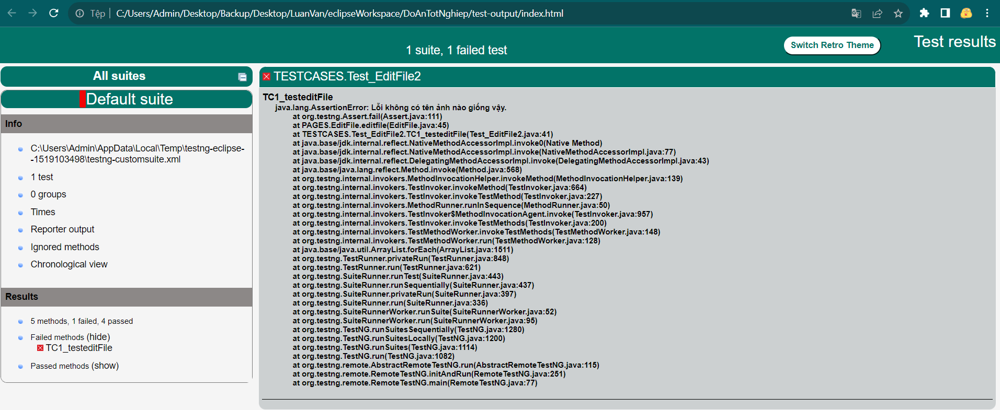 Tệp
C:/Users/Admin/Desktop/Backup/Desktop/LuanVan/eclipseWorkspace/DoAnTotNghiep/test-output/index.html
1 suite, 1 failed test
Switch Retro Theme
Test results
All suites
Default suite
Info
C:\Users\Admin\AppData\Local\Temp\testng-eclipse-
-1519103498\testng-customsuite.xml
1 test
0 groups
Times
Reporter output
Ignored methods
Chronological view
Results
5 methods, 1 failed, 4 passed
Failed methods (hide)
TC1_testeditFile
Passed methods (show)
TESTCASES.Test_EditFile2
TC1_testeditFile
java.lang.AssertionError: Lỗi không có tên ảnh nào giống vậy.
at org.testng.Assert.fail(Assert.java:111)
at PAGES.EditFile.editfile(EditFile.java:45)
at TESTCASES.Test_EditFile2.TC1_testeditFile(Test_EditFile2.java:41)
at java.base/jdk.internal.reflect.NativeMethodAccessorImpl.invoke0(Native Method)
at java.base/jdk.internal.reflect.NativeMethodAccessorImpl.invoke(NativeMethodAccessorImpl.java:77)
at java.base/jdk.internal.reflect.DelegatingMethodAccessorImpl.invoke(DelegatingMethodAccessorImpl.java:43)
at java.base/java.lang.reflect.Method.invoke(Method.java:568)
at org.testng.internal.invokers.MethodInvocationHelper.invokeMethod(MethodInvocationHelper.java:139)
at org.testng.internal.invokers.TestInvoker.invokeMethod(TestInvoker.java:664)
at org.testng.internal.invokers.TestInvoker.invokeTestMethod(TestInvoker.java:227)
at org.testng.internal.invokers.MethodRunner.runInSequence(MethodRunner.java:50)
at org.testng.internal.invokers.TestInvoker$MethodInvocationAgent.invoke(TestInvoker.java:957)
at org.testng.internal.invokers.TestInvoker.invokeTestMethods(TestInvoker.java:200)
at org.testng.internal.invokers.TestMethodWorker.invokeTestMethods(TestMethodWorker.java:148)
at org.testng.internal.invokers.TestMethodWorker.run(TestMethodWorker.java:128)
at java.base/java.util.ArrayList.forEach(ArrayList.java:1511)
at org.testng.TestRunner.privateRun(TestRunner.java:848)
at org.testng.TestRunner.run(TestRunner.java:621)
at org.testng.SuiteRunner.runTest(SuiteRunner.java:443)
at org.testng.SuiteRunner.runSequentially(SuiteRunner.java:437)
at org.testng.SuiteRunner.privateRun(SuiteRunner.java:397)
at org.testng.SuiteRunner.run(SuiteRunner.java:336)
at org.testng.SuiteRunnerWorker.runSuite(SuiteRunnerWorker.java:52)
at org.testng.SuiteRunnerWorker.run(SuiteRunnerWorker.java:95)
at org.testng.TestNG.runSuitesSequentially(TestNG.java:1280)
at org.testng.TestNG.runSuitesLocally(TestNG.java:1200)
at org.testng.TestNG.runSuites(TestNG.java:1114)
at org.testng.TestNG.run(TestNG.java:1082)
at org.testng.remote.AbstractRemoteTestNG.run(AbstractRemoteTestNG.java:115)
at org.testng.remote.RemoteTestNG.initAndRun(RemoteTestNG.java:251)
at org.testng.remote.RemoteTestNG.main(RemoteTestNG.java:77)